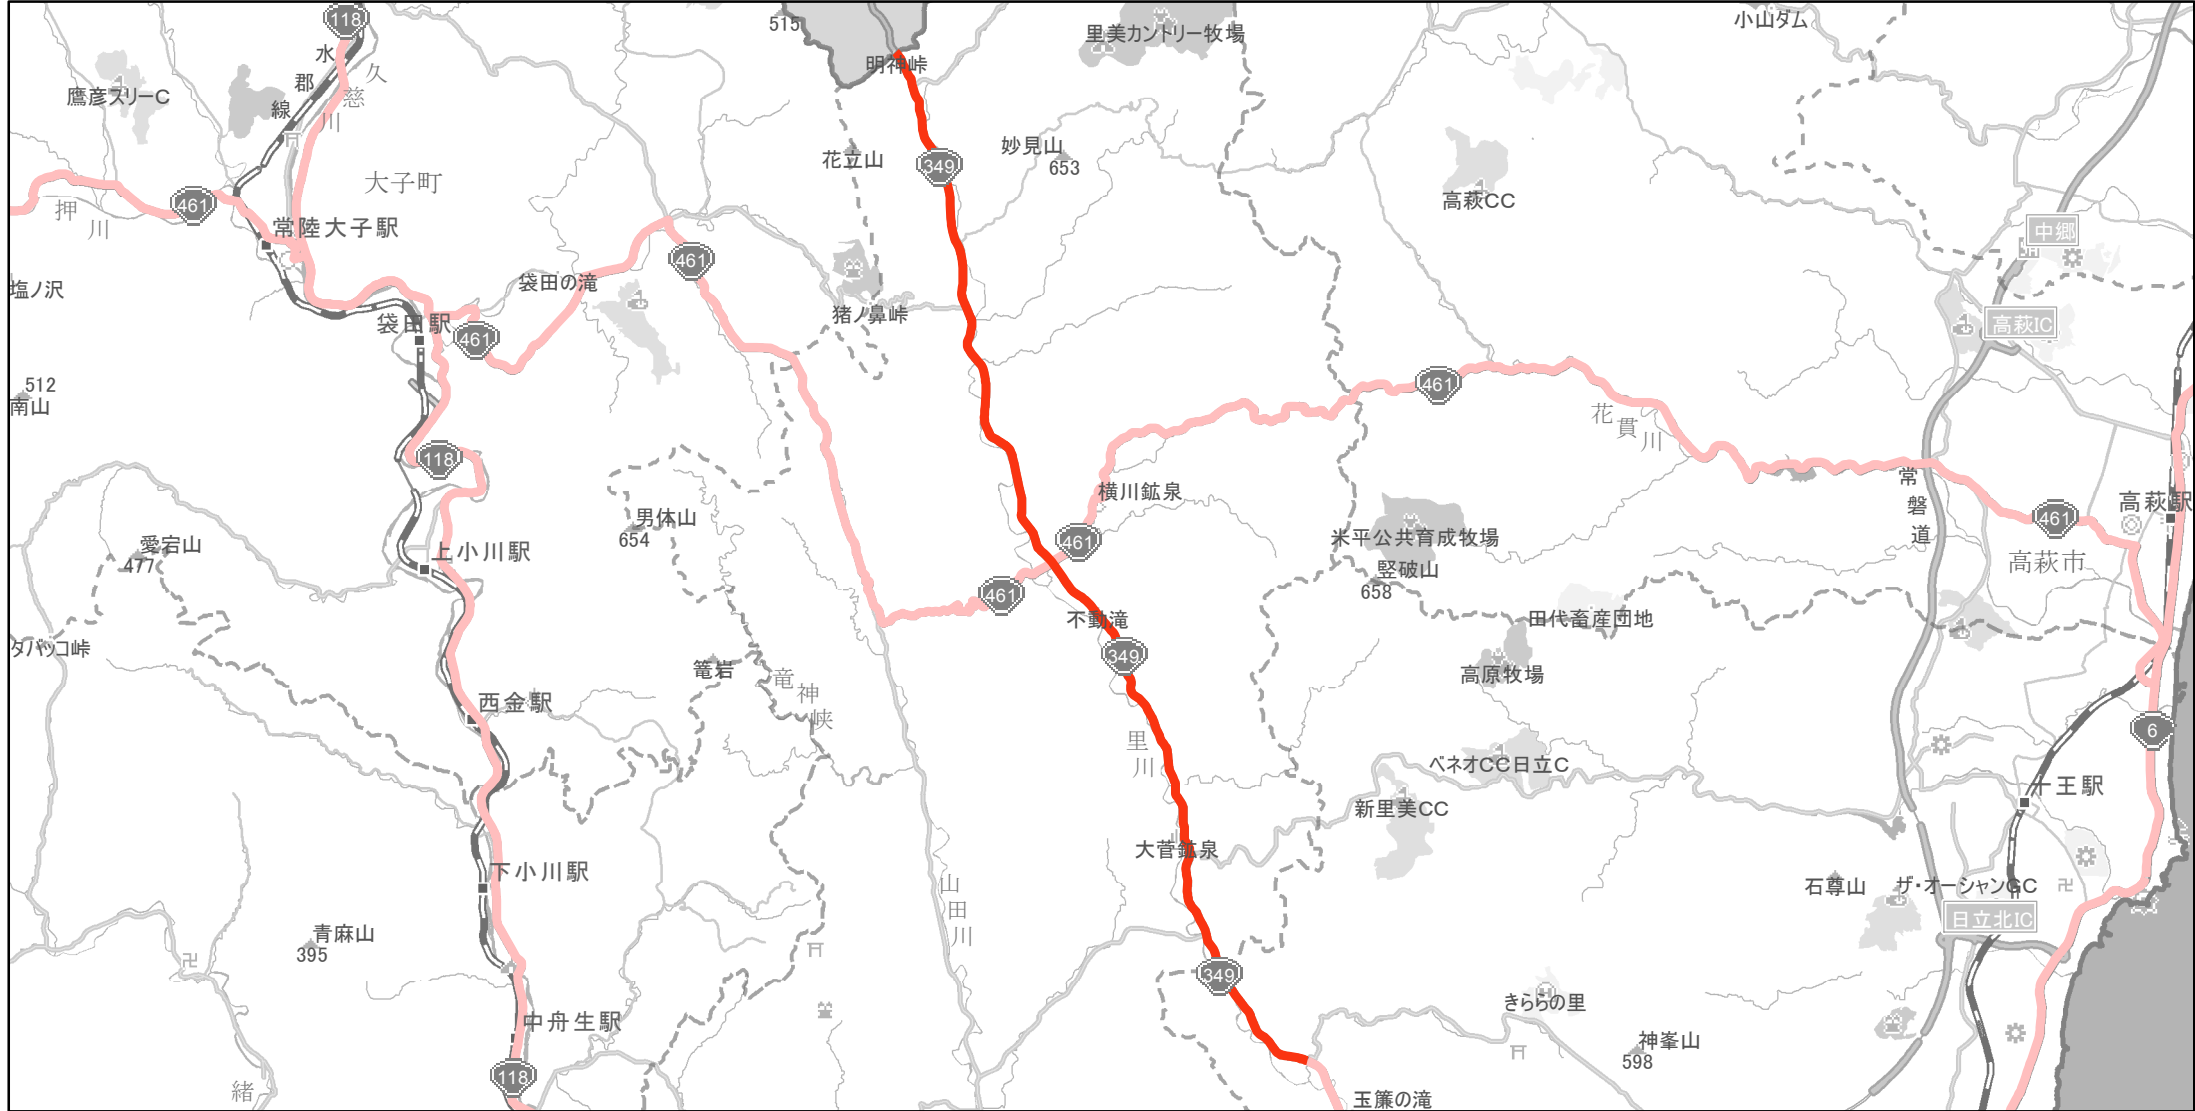 118
水
郡
線
久
慈
川
515
明神峠
里美カントリー牧場
小山ダム
鷹彦スリーC
花立山
349
妙見山
653
大子町
461
押
川
常陸大子駅
高萩CC
中郷
461
袋田の滝
塩ノ沢
猪ノ鼻峠
袋田駅
461
高萩IC
512
南山
461
花
貫
川
118
横川鉱泉
常
磐
道
高萩駅
461
男体山
654
愛宕山
477
上小川駅
461
米平公共育成牧場
竪破山
658
高萩市
461
不動滝
田代畜産団地
タバッコ峠
349
篭岩
竜
神
峡
高原牧場
西金駅
里
川
6
ベネオCC日立C
新里美CC
十王駅
大菅鉱泉
下小川駅
山
田
川
石尊山
ザ・オーシャンGC
日立北IC
青麻山
395
349
きららの里
中舟生駅
神峯山
598
118
緒
玉簾の滝